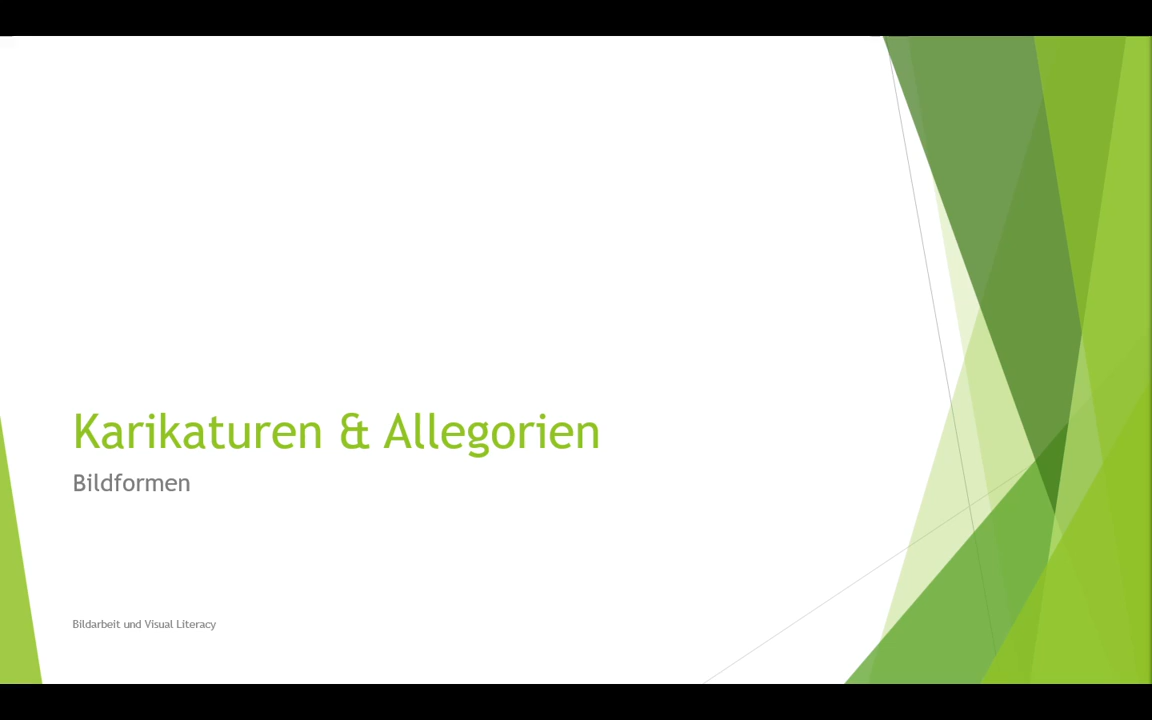 Karikaturen & Allegorien
Bildformen
Bildarbeit und Visual Literacy